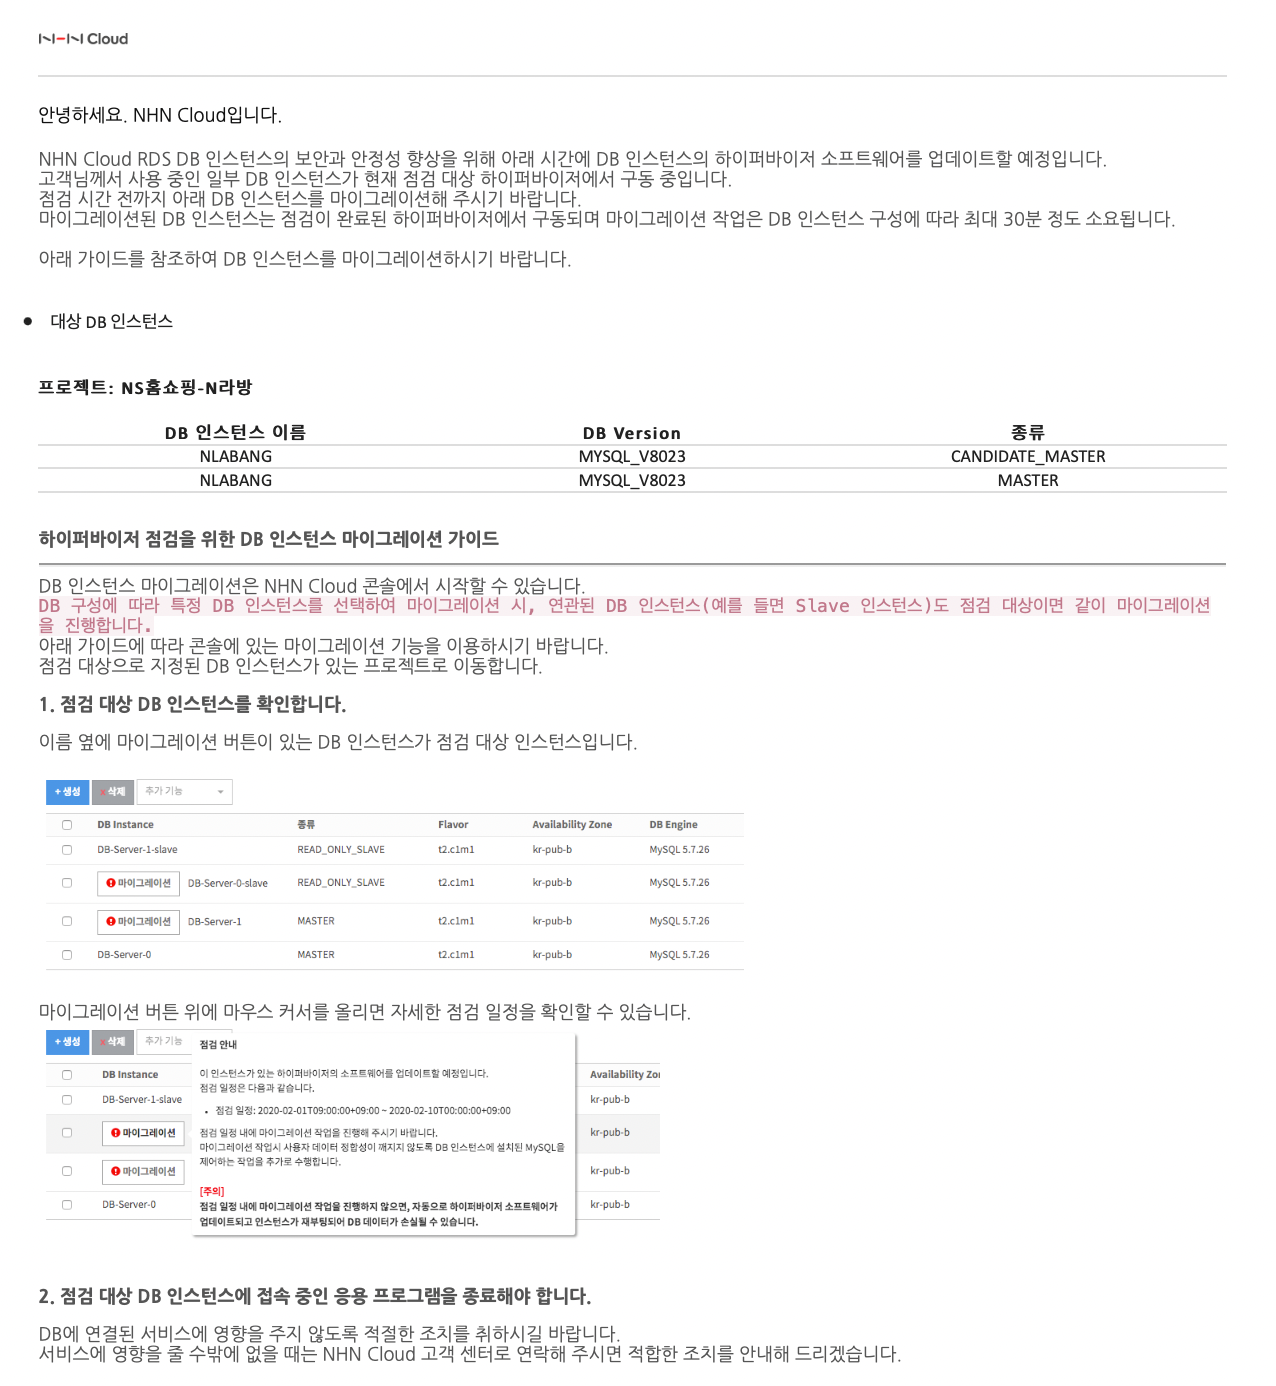 NHN Cloud
안녕하세요. NHN Cloud입니다.
NHN Cloud RDS DB 인스턴스의 보안과 안정성 향상을 위해 아래 시간에 DB 인스턴스의 하이퍼바이저 소프트웨어를 업데이트할 예정입니다.
고객님께서 사용 중인 일부 DB 인스턴스가 현재 점검 대상 하이퍼바이저에서 구동 중입니다.
점검 시간 전까지 아래 DB 인스턴스를 마이그레이션해 주시기 바랍니다.
마이그레이션된 DB 인스턴스는 점검이 완료된 하이퍼바이저에서 구동되며 마이그레이션 작업은 DB 인스턴스 구성에 따라 최대 30분 정도 소요됩니다.
아래 가이드를 참조하여 DB 인스턴스를 마이그레이션하시기 바랍니다.
● 대상 DB 인스턴스
프로젝트: NS홈쇼핑-N라방
DB 인스턴스 이름 DB Version 종류
NLABANG MYSQL_V8023 CANDIDATE_MASTER
NLABANG MYSQL_V8023 MASTER
하이퍼바이저 점검을 위한 DB 인스턴스 마이그레이션 가이드
DB 인스턴스 마이그레이션은 NHN Cloud 콘솔에서 시작할 수 있습니다.
DB 구성에 따라 특정 DB 인스턴스를 선택하여 마이그레이션 시, 연관된 DB 인스턴스(예를 들면 Slave 인스턴스)도 점검 대상이면 같이 마이그레이션
을 진행합니다.
아래 가이드에 따라 콘솔에 있는 마이그레이션 기능을 이용하시기 바랍니다.
점검 대상으로 지정된 DB 인스턴스가 있는 프로젝트로 이동합니다.
1. 점검 대상 DB 인스턴스를 확인합니다.
이름 옆에 마이그레이션 버튼이 있는 DB 인스턴스가 점검 대상 인스턴스입니다.
+ 생성 × 삭제 추가 기능
DB Instance 종류 Flavor Availability Zone DB Engine
DB-Server-1-slave READ_ONLY_SLAVE t2.c1m1 kr-pub-b MySQL 5.7.26
마이그레이션 DB-Server-0-slave READ_ONLY_SLAVE t2.c1m1 kr-pub-b MySQL 5.7.26
마이그레이션 DB-Server-1 MASTER t2.c1m1 kr-pub-b MySQL 5.7.26
DB-Server-0 MASTER t2.c1m1 kr-pub-b MySQL 5.7.26
마이그레이션 버튼 위에 마우스 커서를 올리면 자세한 점검 일정을 확인할 수 있습니다.
+ 생성 × 삭제 추가 기능
DB Instance Availability Zo
DB-Server-1-slave kr-pub-b
마이그레이션 kr-pub-b
마이그레이션 kr-pub-b
DB-Server-0 kr-pub-b
점검 안내
이 인스턴스가 있는 하이퍼바이저의 소프트웨어를 업데이트할 예정입니다.
점검 일정은 다음과 같습니다.
• 점검 일정: 2020-02-01T09:00:00+09:00 ~ 2020-02-10T00:00:00+09:00
점검 일정 내에 마이그레이션 작업을 진행해 주시기 바랍니다.
마이그레이션 작업시 사용자 데이터 정합성이 깨지지 않도록 DB 인스턴스에 설치된 MySQL을
제어하는 작업을 추가로 수행합니다.
[주의]
점검 일정 내에 마이그레이션 작업을 진행하지 않으면, 자동으로 하이퍼바이저 소프트웨어가
업데이트되고 인스턴스가 재부팅되어 DB 데이터가 손실될 수 있습니다.
2. 점검 대상 DB 인스턴스에 접속 중인 응용 프로그램을 종료해야 합니다.
DB에 연결된 서비스에 영향을 주지 않도록 적절한 조치를 취하시길 바랍니다.
서비스에 영향을 줄 수밖에 없을 때는 NHN Cloud 고객 센터로 연락해 주시면 적합한 조치를 안내해 드리겠습니다.